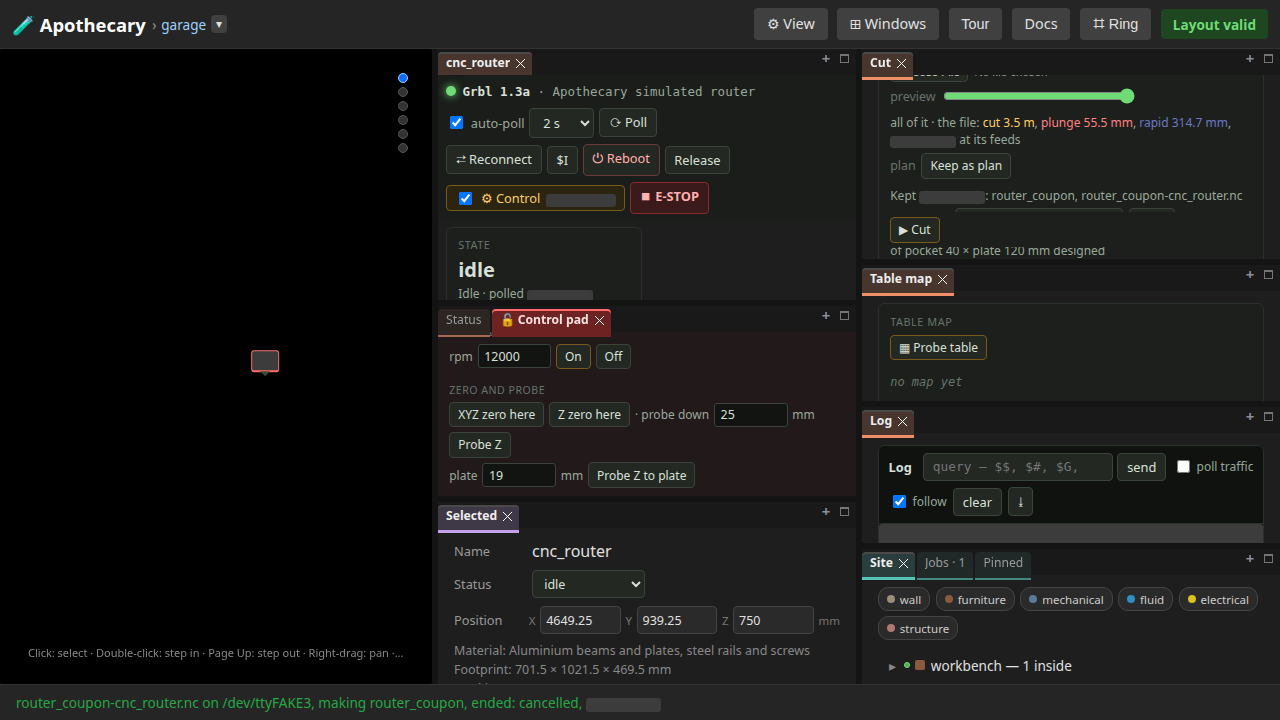 🧪 Apothecary › garage ▾
⚙ View
⊞ Windows
Tour
Docs
⌗ Ring
Layout valid
Click: select · Double-click: step in · Page Up: step out · Right-drag: pan ·…
cnc_router
Grbl 1.3a · Apothecary simulated router
auto-poll 2 s ⟳ Poll
⇄ Reconnect $I ⏻ Reboot Release
⚙ Control ■ E-STOP
STATE
idle
Idle · polled
Status 🔓 Control pad
rpm 12000 On Off
ZERO AND PROBE
XYZ zero here Z zero here · probe down 25 mm
Probe Z
plate 19 mm Probe Z to plate
Selected
Name cnc_router
Status idle
Position X 4649.25 Y 939.25 Z 750 mm
Material: Aluminium beams and plates, steel rails and screws
Footprint: 701.5 × 1021.5 × 469.5 mm
Cut
preview
all of it · the file: cut 3.5 m, plunge 55.5 mm, rapid 314.7 mm,
at its feeds
plan Keep as plan
Kept : router_coupon, router_coupon-cnc_router.nc
▶ Cut
of pocket 40 × plate 120 mm designed
Table map
TABLE MAP
▦ Probe table
no map yet
Log
Log query — $$, $#, $G, send poll traffic
follow clear ⭳
Site Jobs · 1 Pinned
wall furniture mechanical fluid electrical
structure
▸ workbench — 1 inside
router_coupon-cnc_router.nc on /dev/ttyFAKE3, making router_coupon, ended: cancelled,